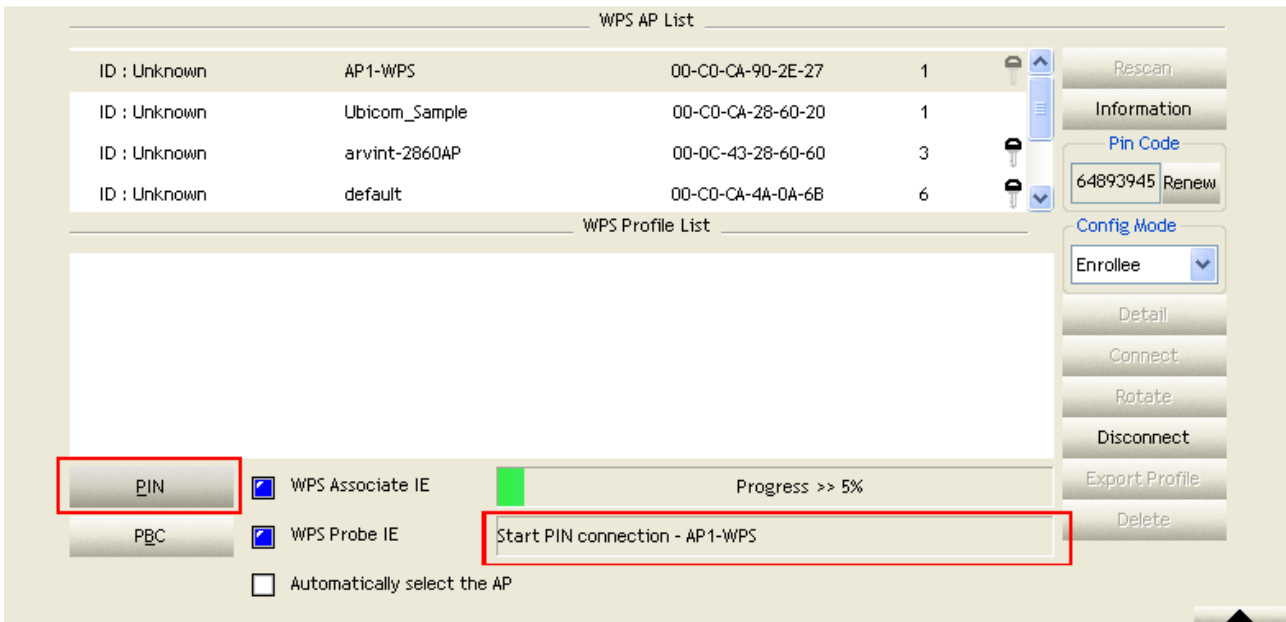 WPS AP List
ID : Unknown AP1-WPS 00-C0-CA-90-2E-27 1
ID : Unknown Ubicom_Sample 00-C0-CA-28-60-20 1
ID : Unknown arvint-2860AP 00-0C-43-28-60-60 3
ID : Unknown default 00-C0-CA-4A-0A-6B 6
Rescan
Information
Pin Code
64893945 Renew
WPS Profile List
Config Mode
Enrollee
Detail
Connect
Rotate
Disconnect
Export Profile
Delete
PIN WPS Associate IE Progress >> 5%
PBC WPS Probe IE Start PIN connection - AP1-WPS
Automatically select the AP